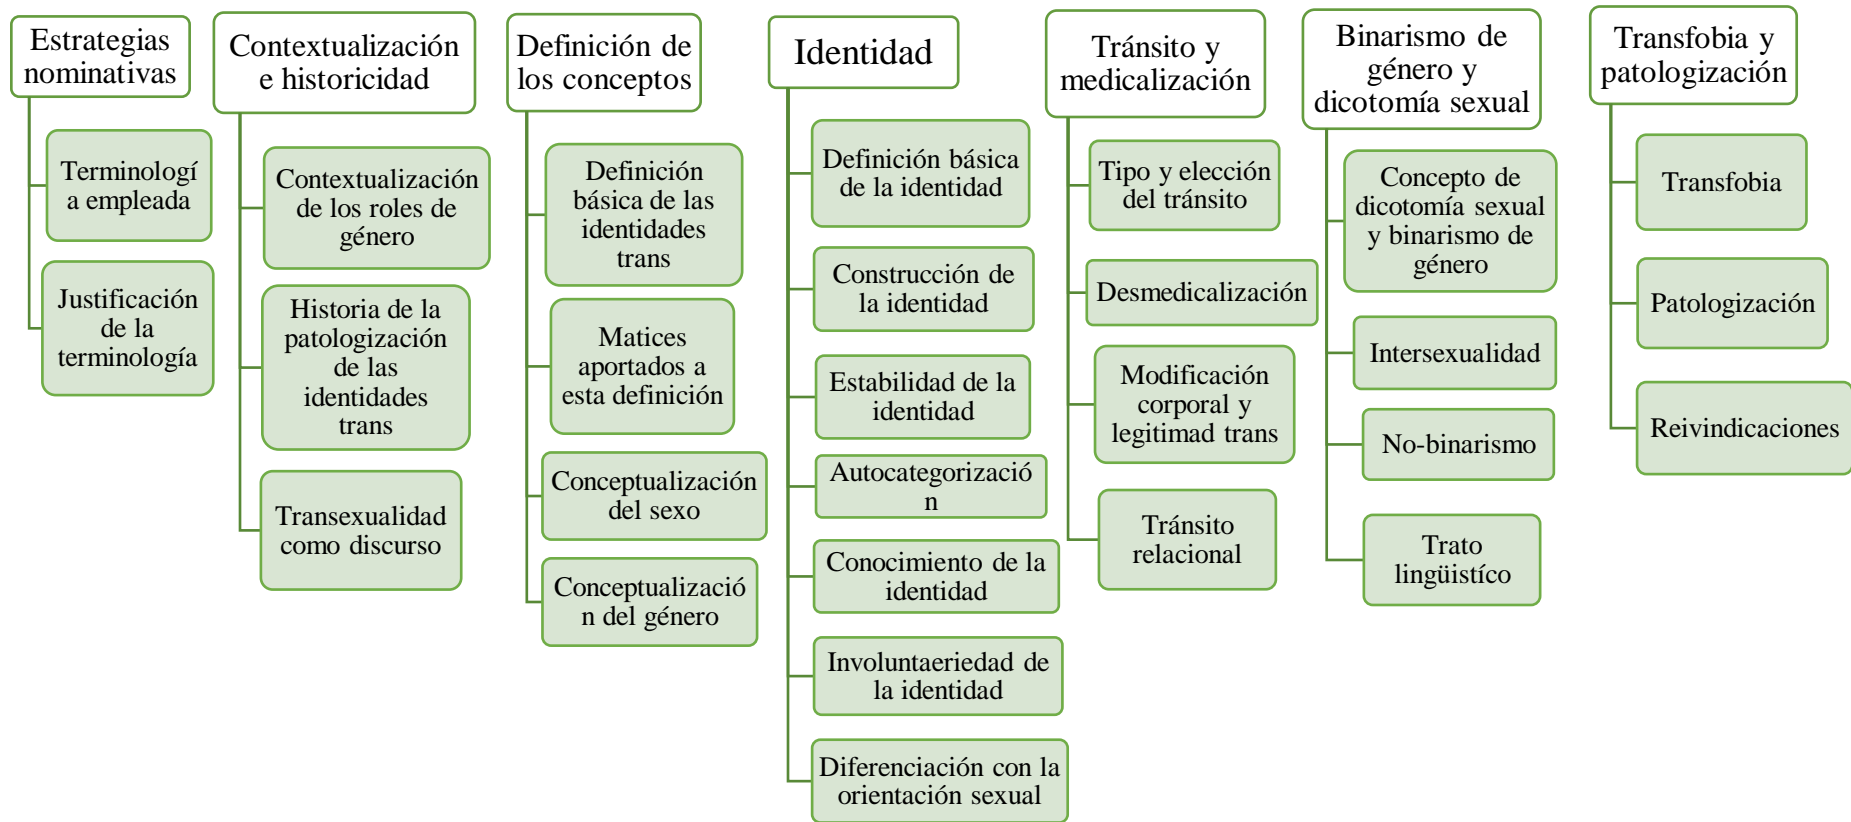 Estrategias
nominativas
Terminologí
a empleada
Justificación
de la
terminología
Contextualización
e historicidad
Contextualización
de los roles de
género
Historia de la
patologización
de las
identidades
trans
Transexualidad
como discurso
Definición de
los conceptos
Definición
básica de las
identidades
trans
Matices
aportados a
esta definición
Conceptualización
del sexo
Conceptualizació
n del género
Identidad
Definición básica
de la identidad
Construcción de
la identidad
Estabilidad de la
identidad
Autocategorizació
n
Conocimiento de la
identidad
Involuntaeriedad de
la identidad
Diferenciación con la
orientación sexual
Tránsito y
medicalización
Tipo y elección
del tránsito
Desmedicalización
Modificación
corporal y
legitimad trans
Tránsito
relacional
Binarismo de
género y
dicotomía sexual
Concepto de
dicotomía sexual
y binarismo de
género
Intersexualidad
No-binarismo
Trato
lingüistíco
Transfobia y
patologización
Transfobia
Patologización
Reivindicaciones